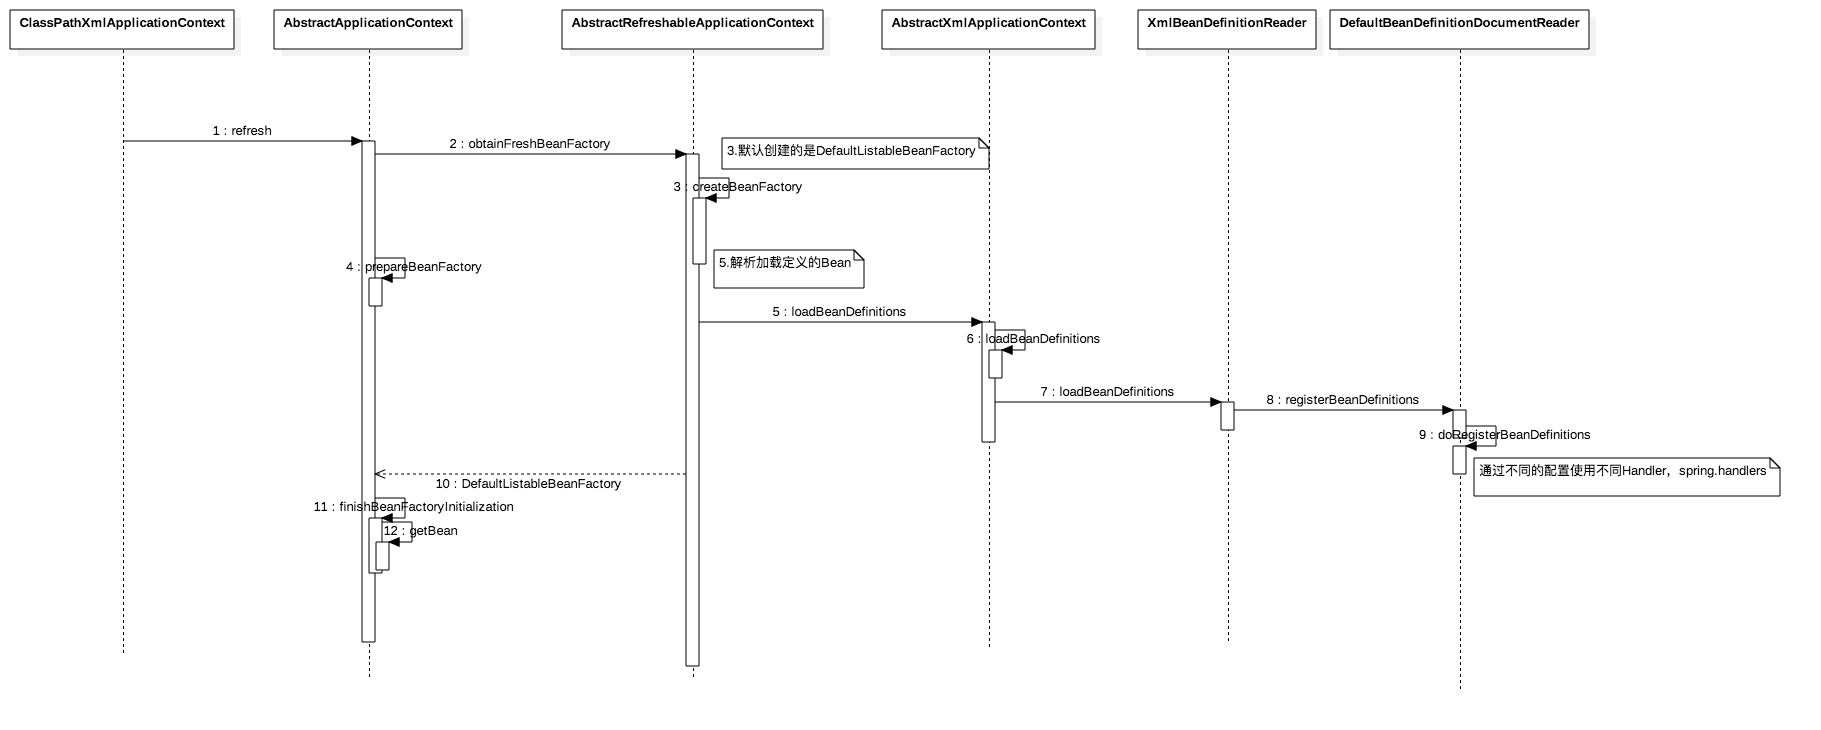 ClassPathXmlApplicationContext
AbstractApplicationContext
AbstractRefreshableApplicationContext
AbstractXmlApplicationContext
XmlBeanDefinitionReader
DefaultBeanDefinitionDocumentReader
1 : refresh
2 : obtainFreshBeanFactory
3.默认创建的是DefaultListableBeanFactory
3 : createBeanFactory
4 : prepareBeanFactory
5.解析加载定义的Bean
5 : loadBeanDefinitions
6 : loadBeanDefinitions
7 : loadBeanDefinitions
8 : registerBeanDefinitions
9 : doRegisterBeanDefinitions
通过不同的配置使用不同Handler，spring.handlers
10 : DefaultListableBeanFactory
11 : finishBeanFactoryInitialization
12 : getBean